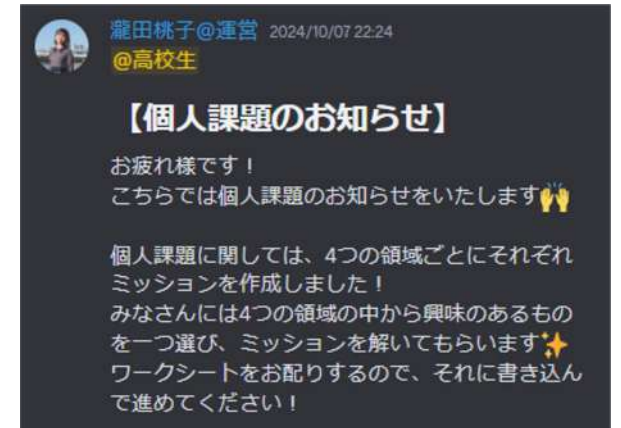 瀧田桃子@運営 2024/10/07 22:24
@高校生
【個人課題のお知らせ】
お疲れ様です！
こちらでは個人課題のお知らせをいたします🙌
個人課題に関しては、4つの領域ごとにそれぞれ
ミッションを作成しました！
みなさんには4つの領域の中から興味のあるもの
を一つ選び、ミッションを解いてもらいます✨
ワークシートをお配りするので、それに書き込ん
で進めてください！